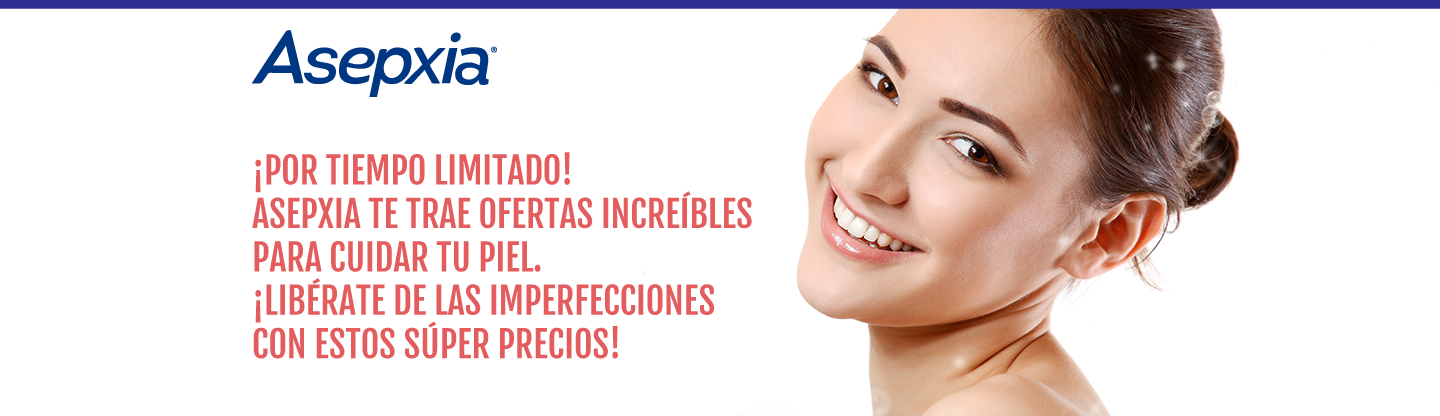 Asepxia®
¡POR TIEMPO LIMITADO!
ASEPXIA TE TRAE OFERTAS INCREÍBLES
PARA CUIDAR TU PIEL.
¡LIBÉRATE DE LAS IMPERFECCIONES
CON ESTOS SÚPER PRECIOS!